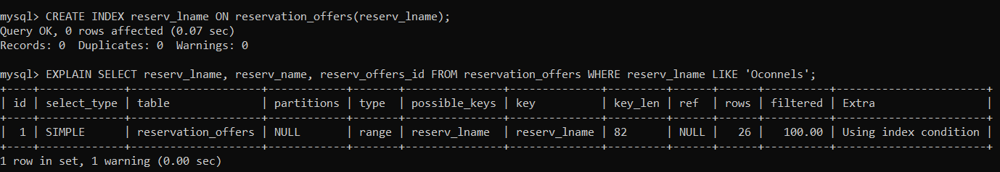 mysql> CREATE INDEX reserv_lname ON reservation_offers(reserv_lname);
Query OK, 0 rows affected (0.07 sec)
Records: 0  Duplicates: 0  Warnings: 0

mysql> EXPLAIN SELECT reserv_lname, reserv_name, reserv_offers_id FROM reservation_offers WHERE reserv_lname LIKE 'Oconnels';
+----+-------------+--------------------+------------+-------+---------------+--------------+---------+------+------+----------+-----------------------+
| id | select_type | table              | partitions | type  | possible_keys | key          | key_len | ref  | rows | filtered | Extra                 |
+----+-------------+--------------------+------------+-------+---------------+--------------+---------+------+------+----------+-----------------------+
|  1 | SIMPLE      | reservation_offers | NULL       | range | reserv_lname  | reserv_lname | 82      | NULL |   26 |   100.00 | Using index condition |
+----+-------------+--------------------+------------+-------+---------------+--------------+---------+------+------+----------+-----------------------+
1 row in set, 1 warning (0.00 sec)